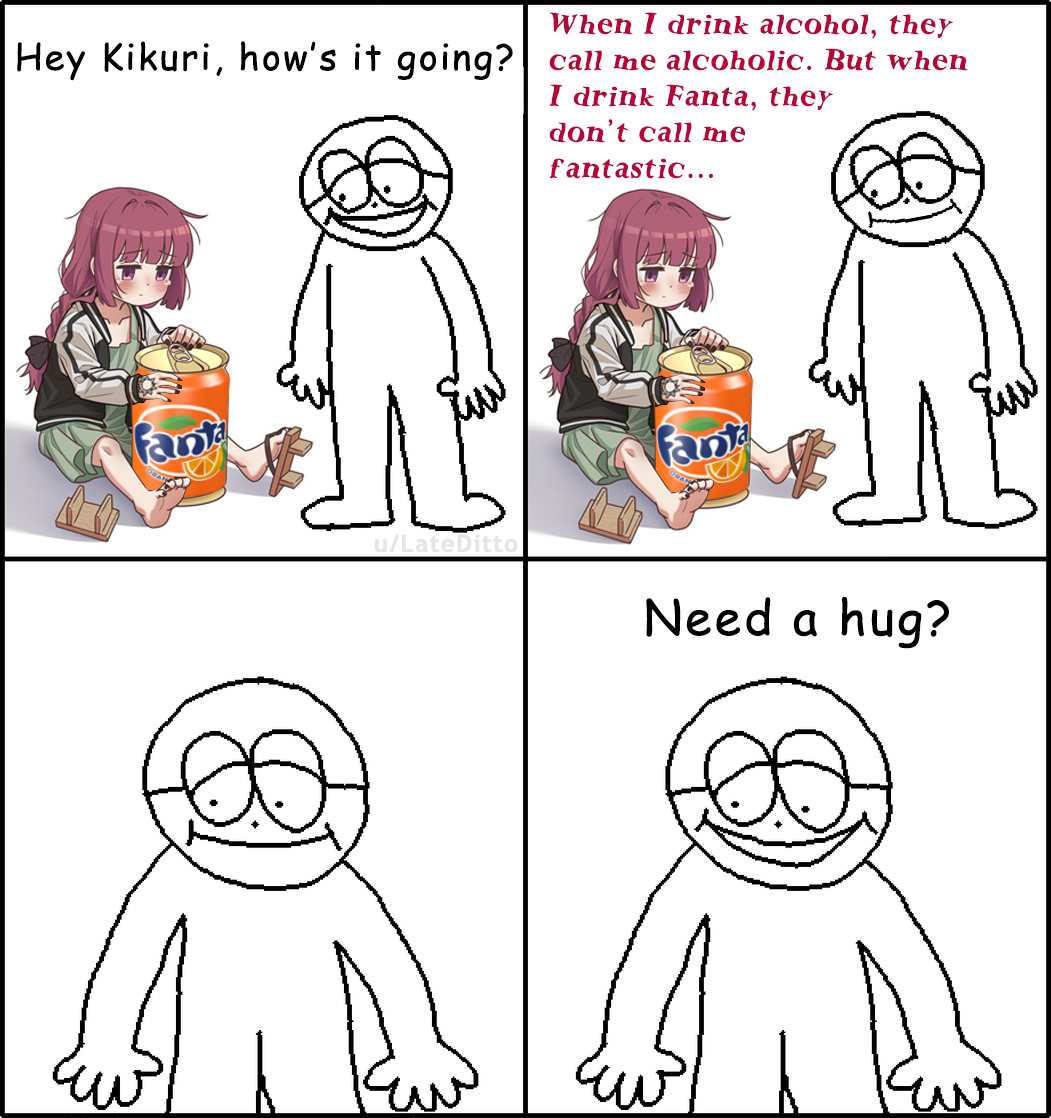 Hey Kikuri, how's it going?
When I drink alcohol, they
call me alcoholic. But when
I drink Fanta, they
don't call me
fantastic...
Fanta
Fanta
u/LateDitto
Need a hug?